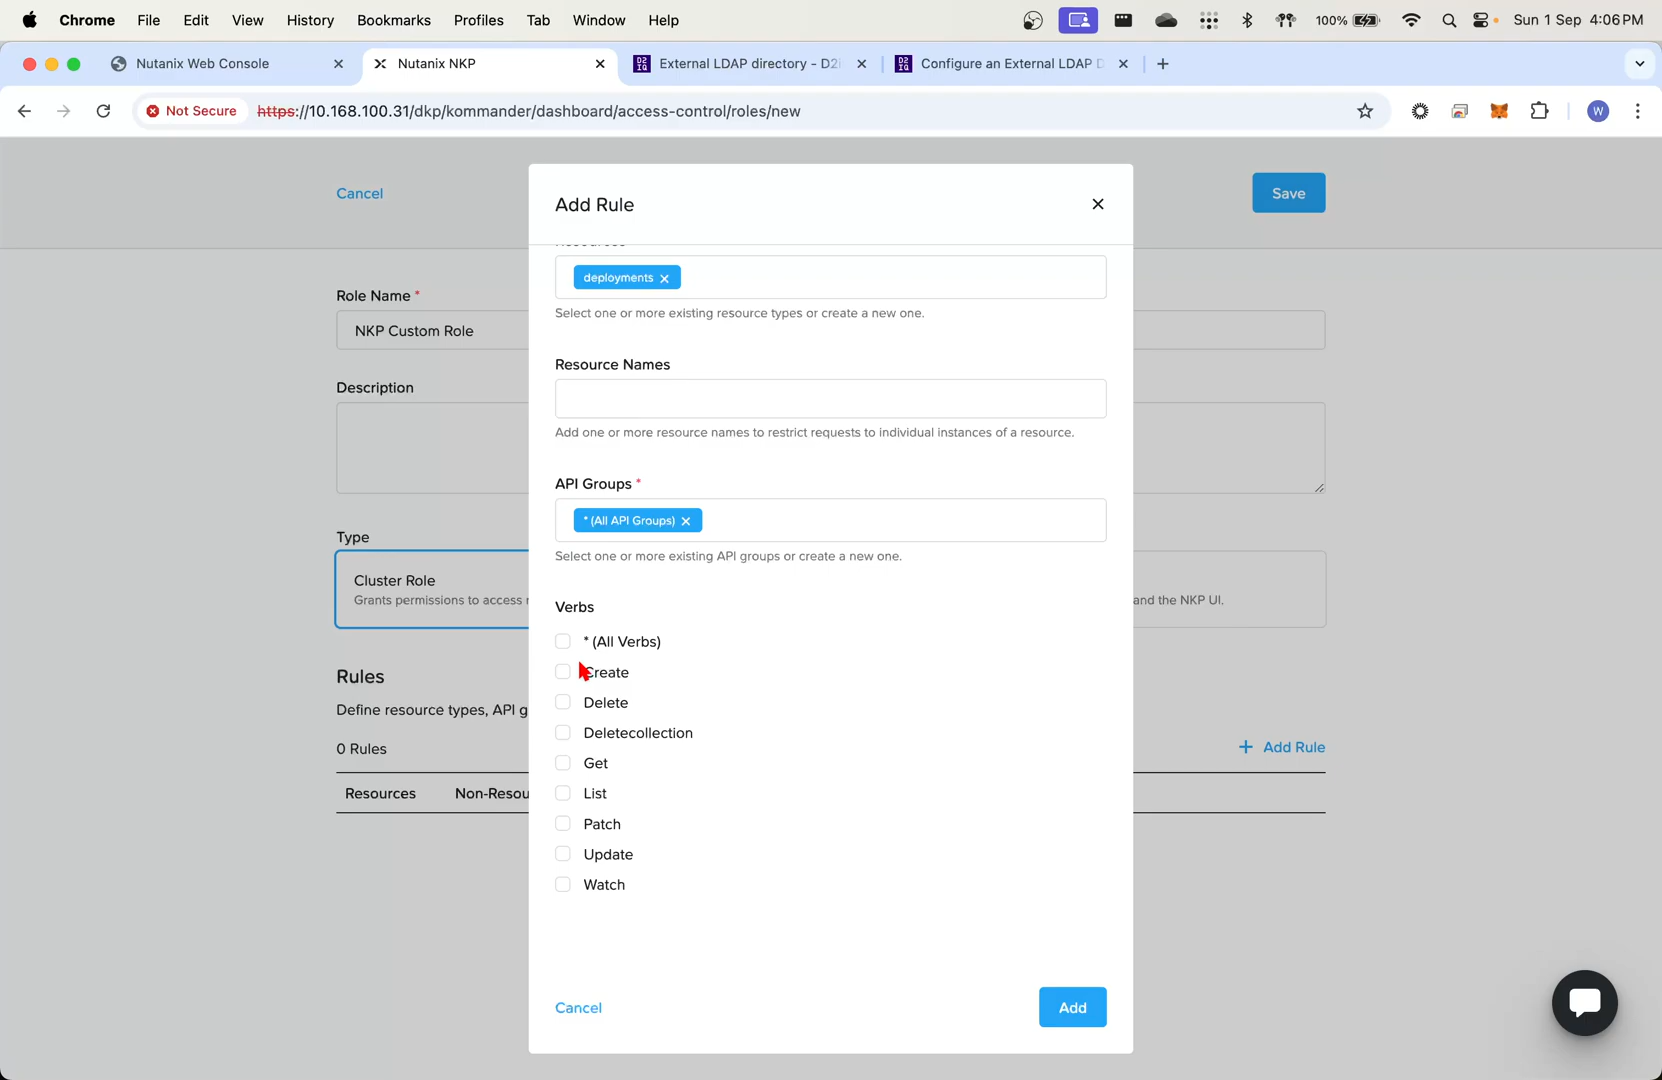 Chrome File Edit View History Bookmarks Profiles Tab Window Help 100% Sun 1 Sep 4:06 PM
Nutanix Web Console Nutanix NKP External LDAP directory - D2i Configure an External LDAP D
Not Secure https://10.168.100.31/dkp/kommander/dashboard/access-control/roles/new W
Cancel
Save
Add Rule
Resources
deployments
Select one or more existing resource types or create a new one.
Role Name *
NKP Custom Role
Resource Names
Description
Add one or more resource names to restrict requests to individual instances of a resource.
API Groups *
* (All API Groups)
Select one or more existing API groups or create a new one.
Type
Cluster Role
Grants permissions to access
and the NKP UI.
Verbs
* (All Verbs)
Create
Delete
Deletecollection
Get
List
Patch
Update
Watch
Rules
Define resource types, API g
0 Rules
Add Rule
Resources Non-Resou
Cancel
Add